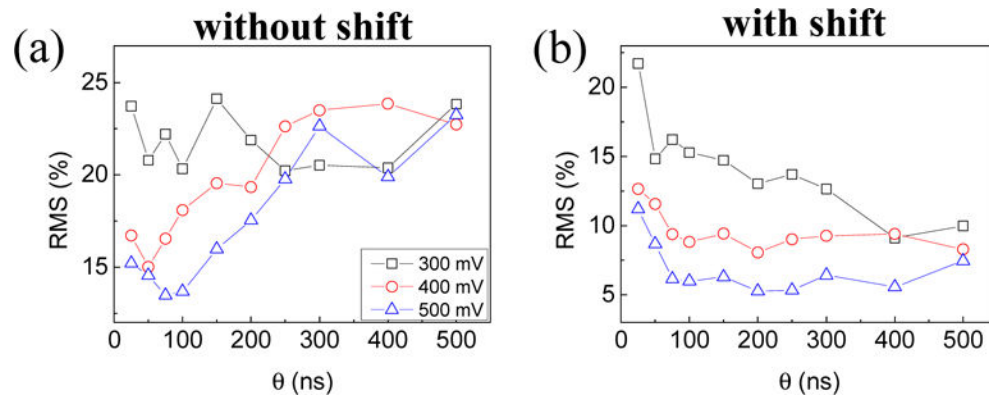 without shift
with shift
(a)
(b)
25
20
15
RMS (%)
300 mV
400 mV
500 mV
0 100 200 300 400 500
θ (ns)
20
15
10
5
RMS (%)
0 100 200 300 400 500
θ (ns)